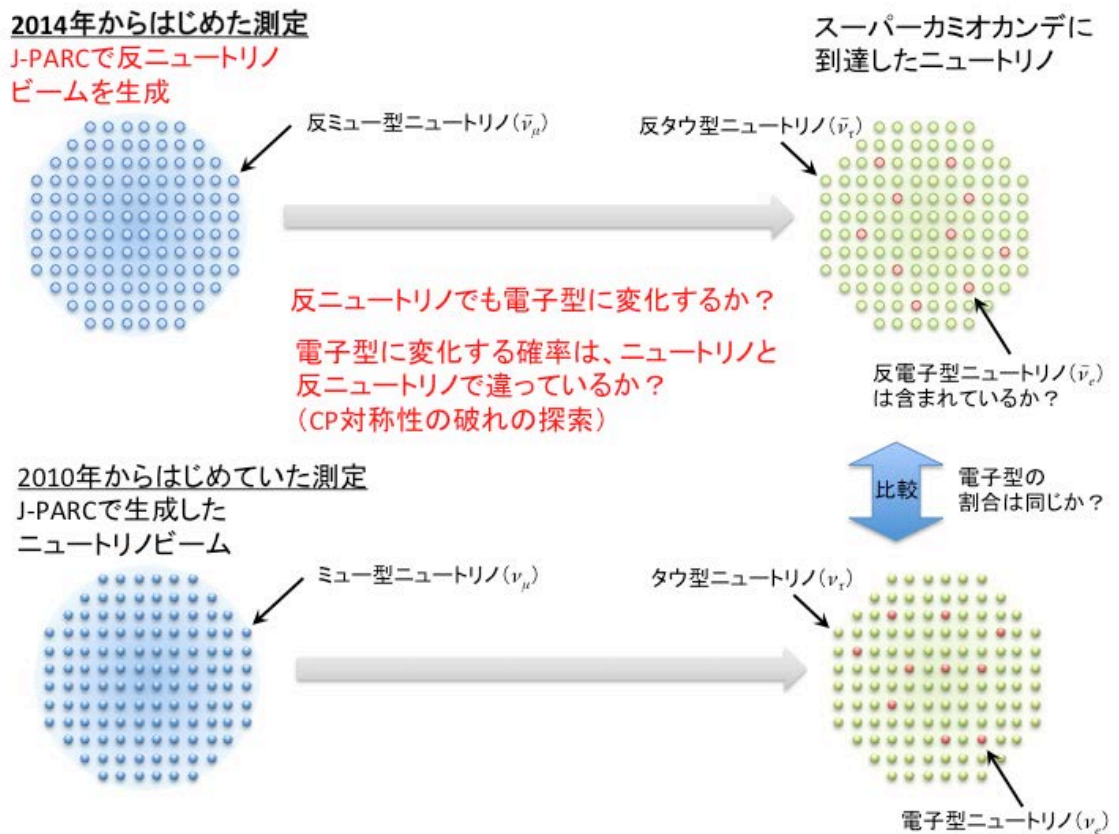 2014年からはじめた測定
J-PARCで反ニュートリノ
ビームを生成
スーパーカミオカンデに
到達したニュートリノ
反ミュー型ニュートリノ(ν̄μ)
反タウ型ニュートリノ(ν̄τ)
反ニュートリノでも電子型に変化するか？
電子型に変化する確率は、ニュートリノと
反ニュートリノで違っているか？
（CP対称性の破れの探索）
反電子型ニュートリノ(ν̄e)
は含まれているか？
比較
電子型の
割合は同じか？
2010年からはじめていた測定
J-PARCで生成した
ニュートリノビーム
ミュー型ニュートリノ(νμ)
タウ型ニュートリノ(ντ)
電子型ニュートリノ(νe)